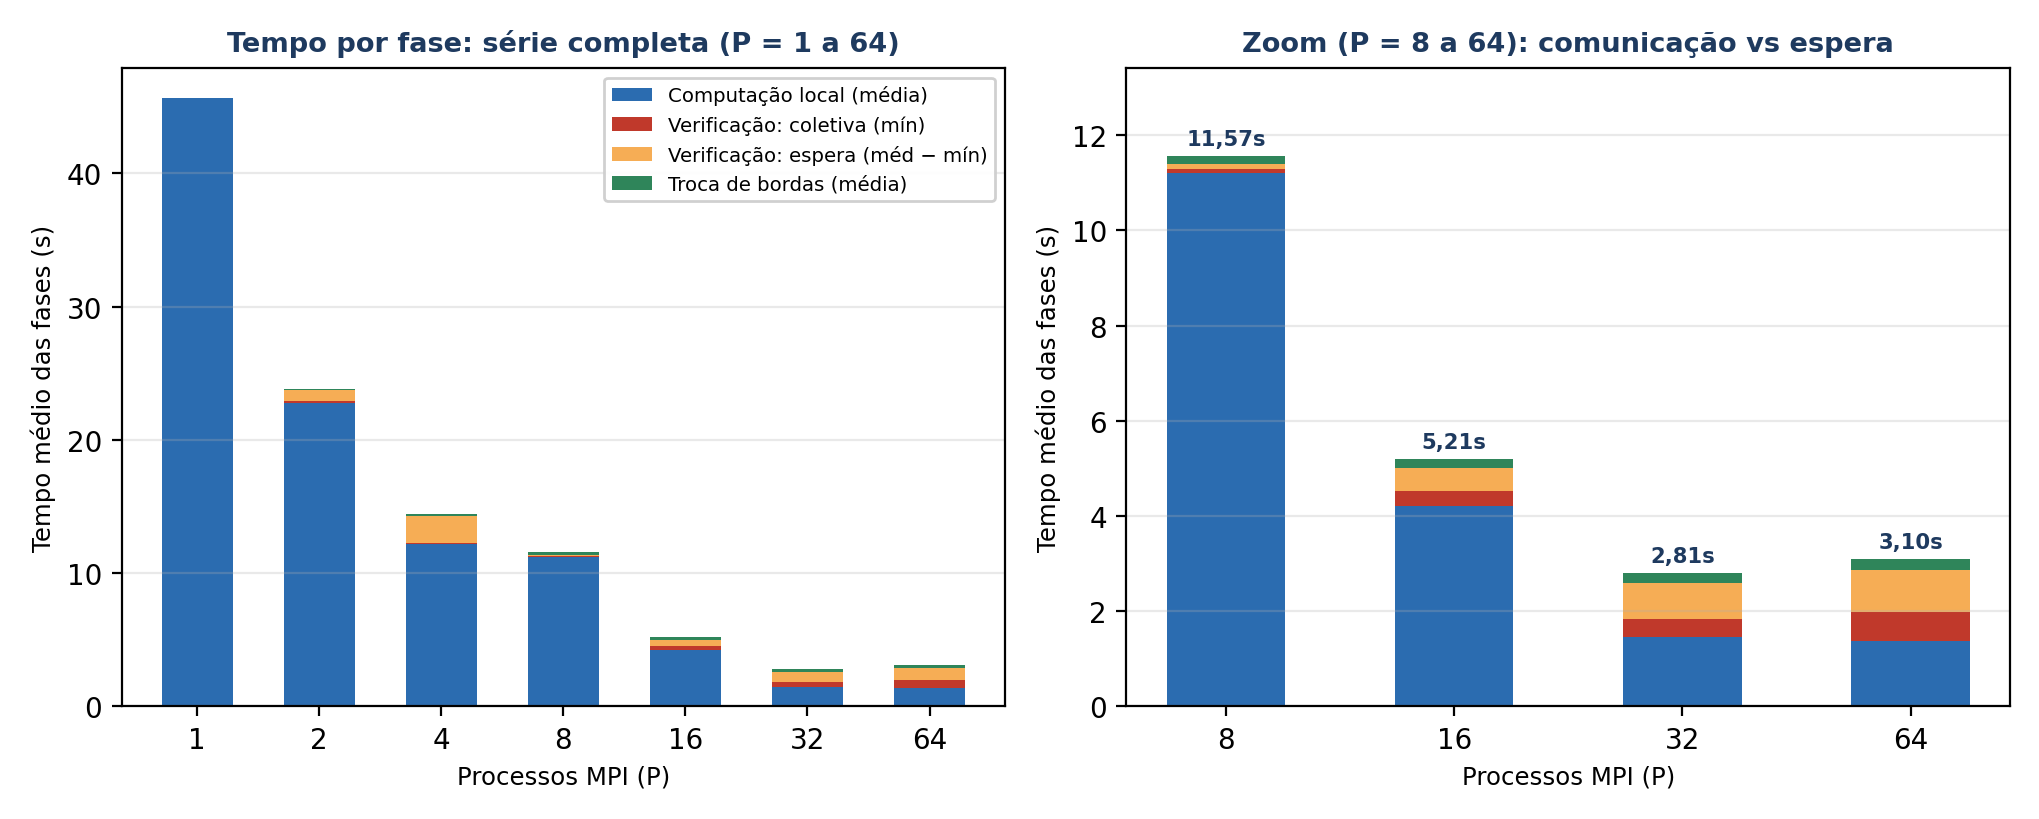 Tempo por fase: série completa (P = 1 a 64)
Tempo médio das fases (s)
40
30
20
10
0
Computação local (média)
Verificação: coletiva (mín)
Verificação: espera (méd − mín)
Troca de bordas (média)
1 2 4 8 16 32 64
Processos MPI (P)
Zoom (P = 8 a 64): comunicação vs espera
Tempo médio das fases (s)
12
10
8
6
4
2
0
11,57s
5,21s
2,81s
3,10s
8 16 32 64
Processos MPI (P)